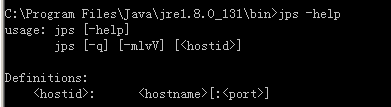 C:\Program Files\Java\jre1.8.0_131\bin>jps -help
usage: jps [-help]
       jps [-q] [-mlvV] [<hostid>]

Definitions:
    <hostid>:      <hostname>[:<port>]